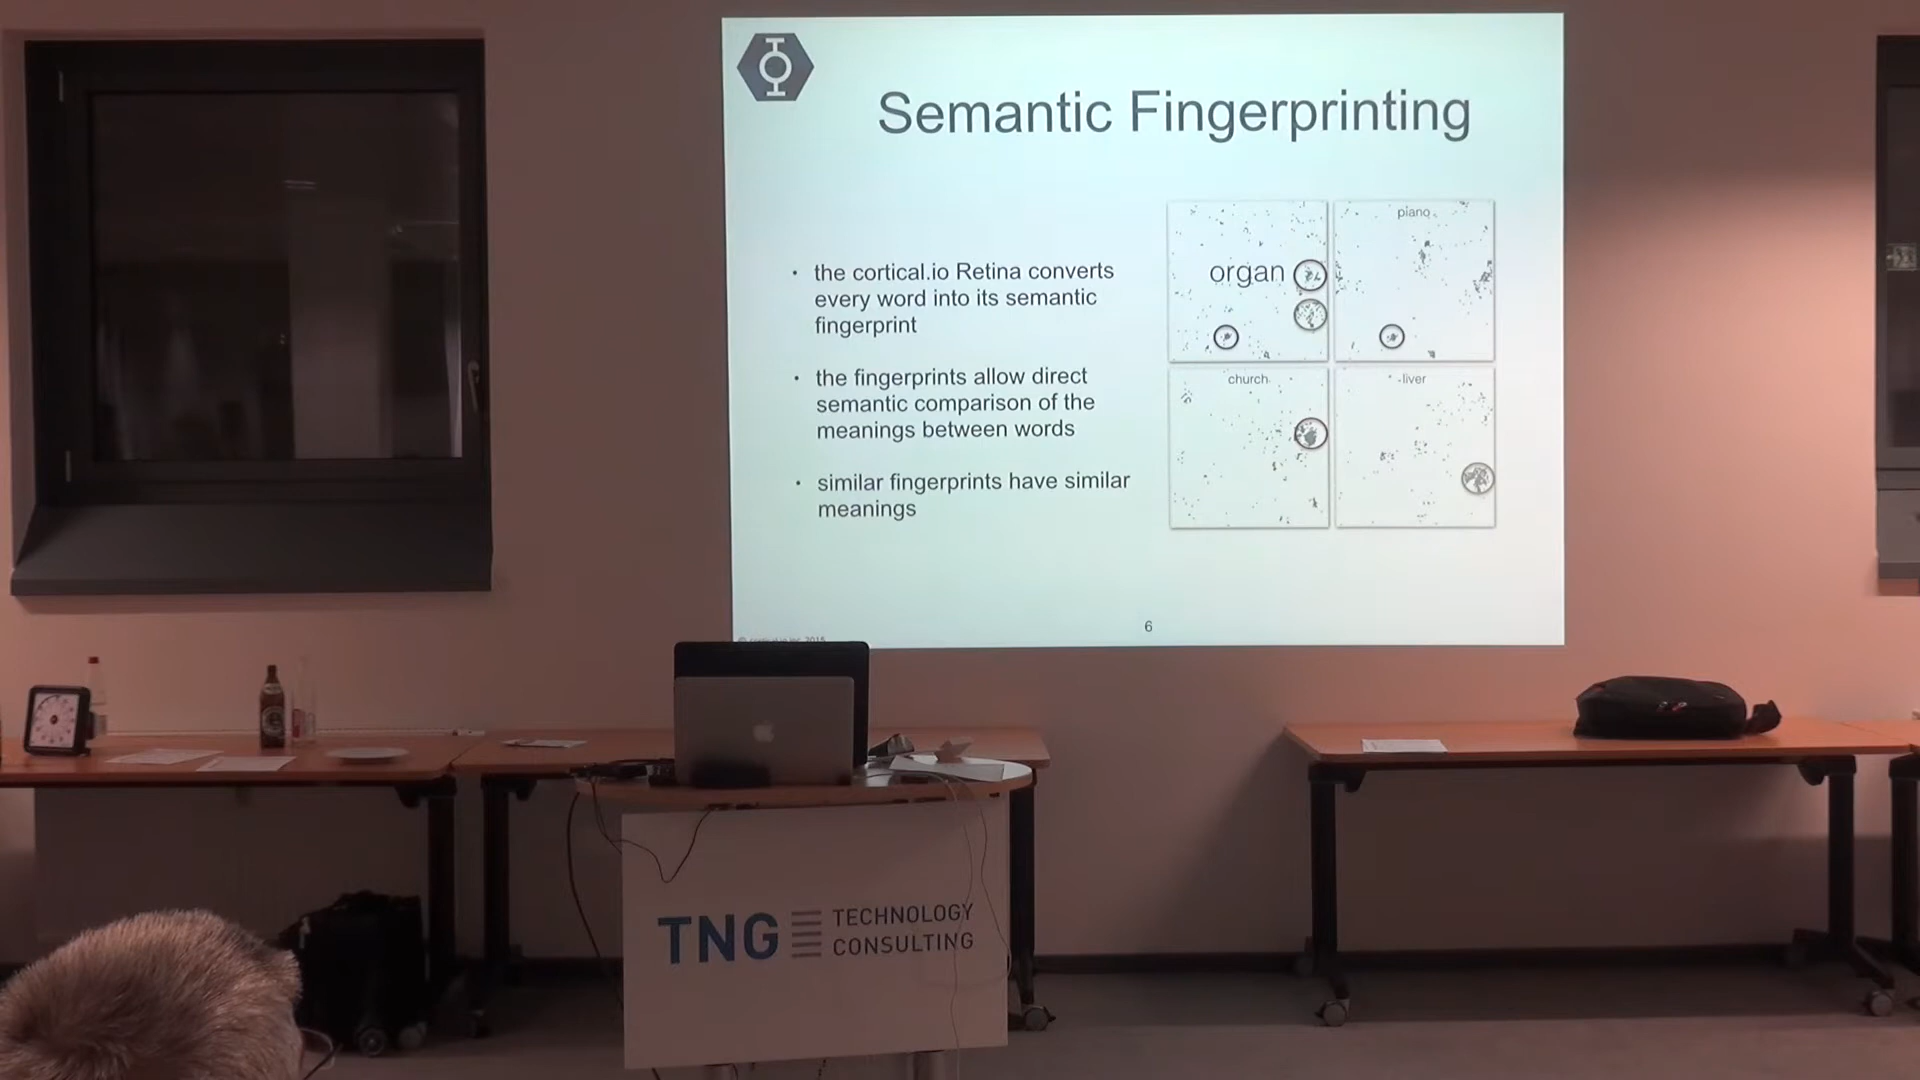 Semantic Fingerprinting
• the cortical.io Retina converts
every word into its semantic
fingerprint
• the fingerprints allow direct
semantic comparison of the
meanings between words
• similar fingerprints have similar
meanings
organ
piano
church
liver
6
TNG TECHNOLOGY
CONSULTING